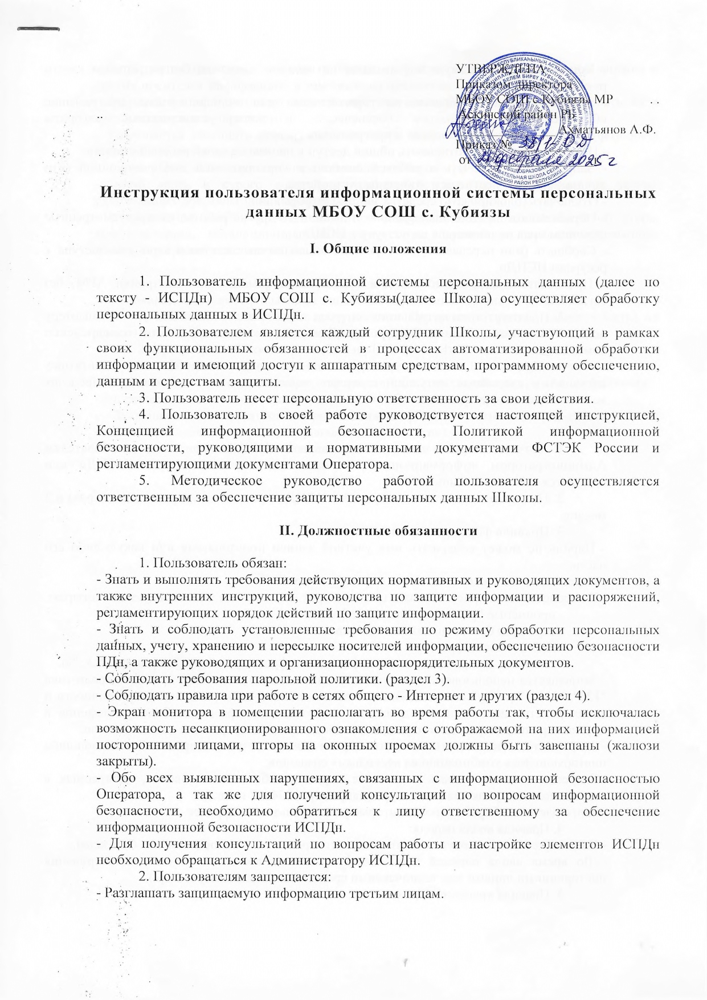 УТВЕРЖДЕНА
Приказом директора
МБОУ СОШ с.Кубиязы МР
Аскинский район РБ
Ахматьянов А.Ф.
Приказ № 38/1 ОД
от февраля 2025 г
Инструкция пользователя информационной системы персональных
данных МБОУ СОШ с. Кубиязы
I. Общие положения
1. Пользователь информационной системы персональных данных (далее по
тексту - ИСПДн) МБОУ СОШ с. Кубиязы(далее Школа) осуществляет обработку
персональных данных в ИСПДн.
2. Пользователем является каждый сотрудник Школы, участвующий в рамках
своих функциональных обязанностей в процессах автоматизированной обработки
информации и имеющий доступ к аппаратным средствам, программному обеспечению,
данным и средствам защиты.
3. Пользователь несет персональную ответственность за свои действия.
4. Пользователь в своей работе руководствуется настоящей инструкцией,
Концепцией информационной безопасности, Политикой информационной
безопасности, руководящими и нормативными документами ФСТЭК России и
регламентирующими документами Оператора.
5. Методическое руководство работой пользователя осуществляется
ответственным за обеспечение защиты персональных данных Школы.
II. Должностные обязанности
1. Пользователь обязан:
- Знать и выполнять требования действующих нормативных и руководящих документов, а
также внутренних инструкций, руководства по защите информации и распоряжений,
регламентирующих порядок действий по защите информации.
- Знать и соблюдать установленные требования по режиму обработки персональных
данных, учету, хранению и пересылке носителей информации, обеспечению безопасности
ПДн, а также руководящих и организационнораспорядительных документов.
- Соблюдать требования парольной политики. (раздел 3).
- Соблюдать правила при работе в сетях общего - Интернет и других (раздел 4).
- Экран монитора в помещении располагать во время работы так, чтобы исключалась
возможность несанкционированного ознакомления с отображаемой на них информацией
посторонними лицами, шторы на оконных проемах должны быть завешаны (жалюзи
закрыты).
- Обо всех выявленных нарушениях, связанных с информационной безопасностью
Оператора, а так же для получений консультаций по вопросам информационной
безопасности, необходимо обратиться к лицу ответственному за обеспечение
информационной безопасности ИСПДн.
- Для получения консультаций по вопросам работы и настройке элементов ИСПДн
необходимо обращаться к Администратору ИСПДн.
2. Пользователям запрещается:
- Разглашать защищаемую информацию третьим лицам.